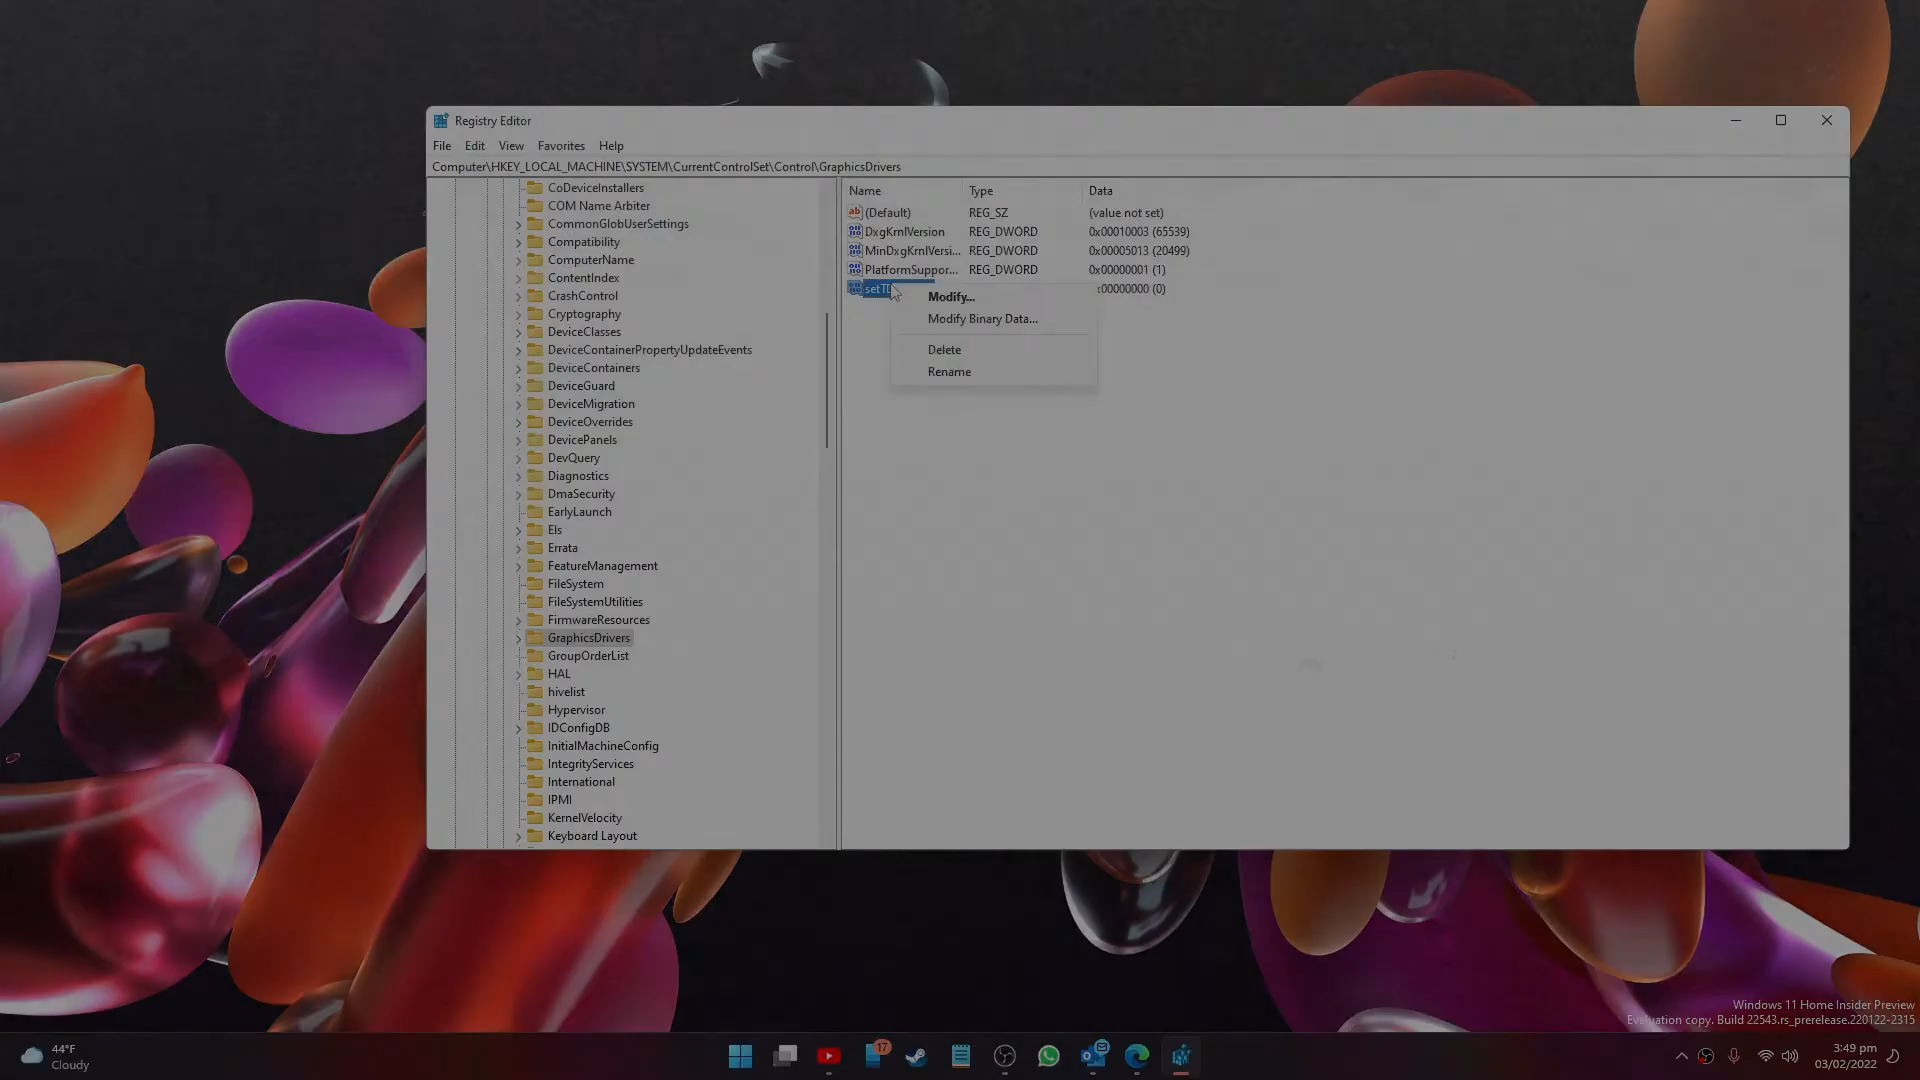 Registry Editor
File Edit View Favorites Help
Computer\HKEY_LOCAL_MACHINE\SYSTEM\CurrentControlSet\Control\GraphicsDrivers
CoDeviceInstallers
COM Name Arbiter
CommonGlobUserSettings
Compatibility
ComputerName
ContentIndex
CrashControl
Cryptography
DeviceClasses
DeviceContainerPropertyUpdateEvents
DeviceContainers
DeviceGuard
DeviceMigration
DeviceOverrides
DevicePanels
DevQuery
Diagnostics
DmaSecurity
EarlyLaunch
Els
Errata
FeatureManagement
FileSystem
FileSystemUtilities
FirmwareResources
GraphicsDrivers
GroupOrderList
HAL
hivelist
Hypervisor
IDConfigDB
InitialMachineConfig
IntegrityServices
International
IPMI
KernelVelocity
Keyboard Layout
Name Type Data
(Default) REG_SZ (value not set)
DxgKrnlVersion REG_DWORD 0x00010003 (65539)
MinDxgKrnlVersi... REG_DWORD 0x00005013 (20499)
PlatformSuppor... REG_DWORD 0x00000001 (1)
x00000000 (0)
Modify...
Modify Binary Data...
Delete
Rename
Windows 11 Home Insider Preview
Evaluation copy. Build 22543.rs_prerelease.220122-2315
44°F
Cloudy
17
3:49 pm
03/02/2022